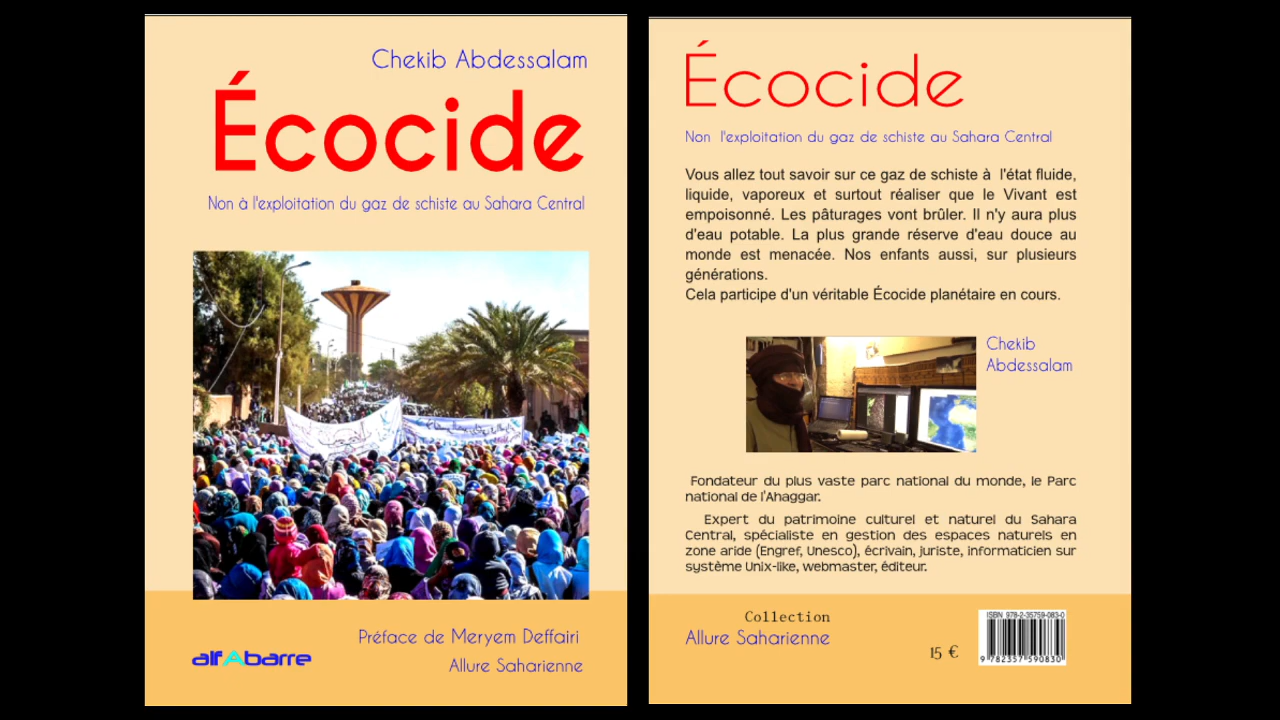 Chekib Abdessalam
Écocide
Non à l'exploitation du gaz de schiste au Sahara Central
Préface de Meryem Deffairi
alfAbarre
Allure Saharienne
Écocide
Non l'exploitation du gaz de schiste au Sahara Central
Vous allez tout savoir sur ce gaz de schiste à l'état fluide,
liquide, vaporeux et surtout réaliser que le Vivant est
empoisonné. Les pâturages vont brûler. Il n'y aura plus
d'eau potable. La plus grande réserve d'eau douce au
monde est menacée. Nos enfants aussi, sur plusieurs
générations.
Cela participe d'un véritable Écocide planétaire en cours.
Chekib
Abdessalam
Fondateur du plus vaste parc national du monde, le Parc
national de l'Ahaggar.
Expert du patrimoine culturel et naturel du Sahara
Central, spécialiste en gestion des espaces naturels en
zone aride (Engref, Unesco), écrivain, juriste, informaticien sur
système Unix-like, webmaster, éditeur.
Collection
Allure Saharienne
15 €
ISBN 978-2-35759-083-0
9 782357 590830